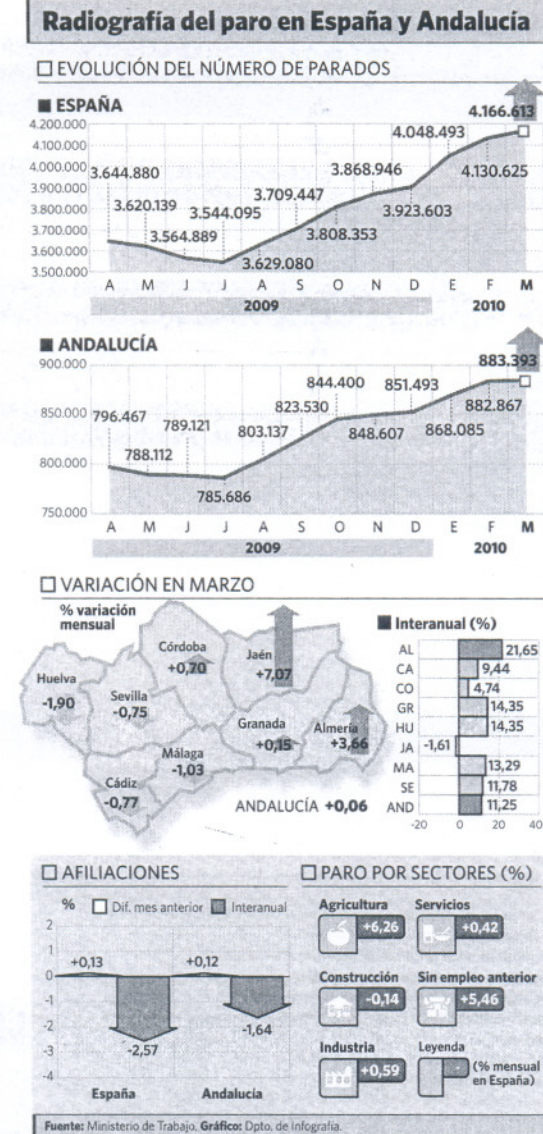 Radiografía del paro en España y Andalucía
EVOLUCIÓN DEL NÚMERO DE PARADOS
ESPAÑA
4.200.000
4.100.000
4.000.000
3.900.000
3.800.000
3.700.000
3.600.000
3.500.000
3.644.880
3.620.139
3.564.889
3.544.095
3.629.080
3.709.447
3.808.353
3.868.946
3.923.603
4.048.493
4.130.625
4.166.613
A M J J A S O N D E F M
2009 2010
ANDALUCÍA
900.000
850.000
800.000
750.000
796.467
788.112
789.121
785.686
803.137
823.530
844.400
848.607
851.493
868.085
882.867
883.393
A M J J A S O N D E F M
2009 2010
VARIACIÓN EN MARZO
% variación
mensual
Huelva
-1,90
Sevilla
-0,75
Córdoba
+0,70
Jaén
+7,07
Granada
+0,15
Almería
+3,66
Málaga
-1,03
Cádiz
-0,77
ANDALUCÍA +0,06
Interanual (%)
AL 21,65
CA 9,44
CO 4,74
GR 14,35
HU 14,35
JA -1,61
MA 13,29
SE 11,78
AND 11,25
-20 0 20 40
AFILIACIONES
% Dif. mes anterior Interanual
2
1
0
-1
-2
-3
-4
+0,13
-2,57
+0,12
-1,64
España Andalucía
PARO POR SECTORES (%)
Agricultura Servicios
+6,26 +0,42
Construcción Sin empleo anterior
-0,14 +5,46
Industria Leyenda
+0,59 (% mensual
en España)
Fuente: Ministerio de Trabajo. Gráfico: Dpto. de Infografía.